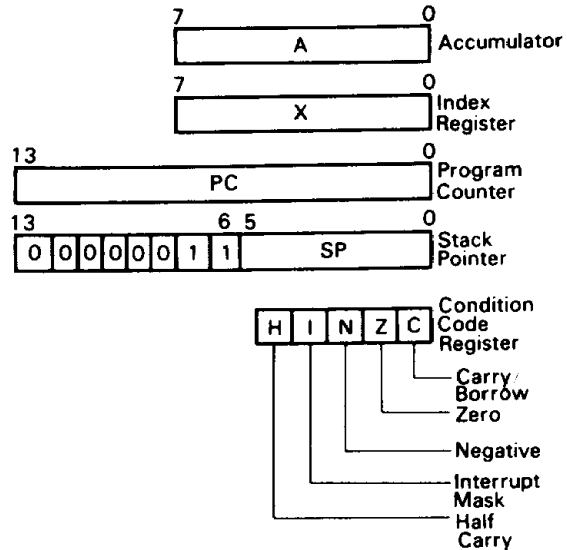 7 0
A Accumulator
7 0
X Index
Register
13 0
PC Program
Counter
13 6 5 0
0 0 0 0 0 0 1 1 SP Stack
Pointer
H I N Z C Condition
Code
Register
Carry/
Borrow
Zero
Negative
Interrupt
Mask
Half
Carry